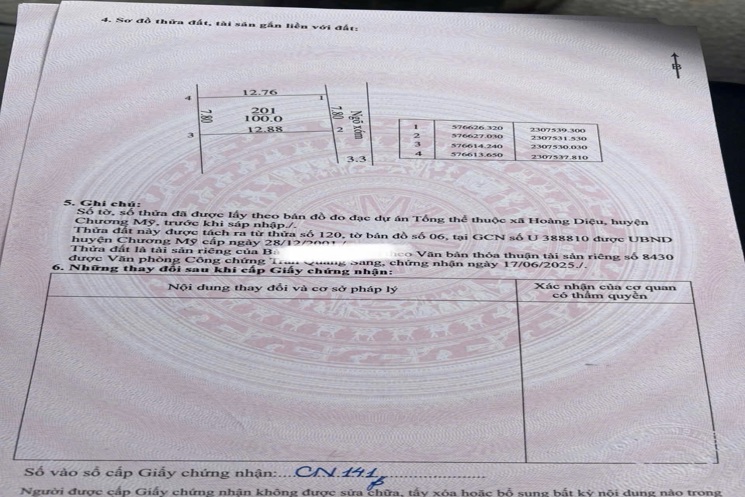 4. Sơ đồ thửa đất, tài sản gắn liền với đất:
B
12.76
4
1
7.80
201
100.0
7.80
Ngõ xóm
3
12.88
2
3.3
1 576626.320 2307539.300
2 576627.030 2307531.530
3 576614.240 2307530.030
4 576613.650 2307537.810
5. Ghi chú:
Số tờ, số thửa đã được lấy theo bản đồ đo đạc dự án Tổng thể thuộc xã Hoàng Diệu, huyện
Chương Mỹ, trước khi sáp nhập./.
Thửa đất này được tách ra từ thửa số 120, tờ bản đồ số 06, tại GCN số U 388810 được UBND
huyện Chương Mỹ cấp ngày 28/12/2001./.
Thửa đất là tài sản riêng của Bà theo Văn bản thỏa thuận tài sản riêng số 8430
được Văn phòng Công chứng Trần Quang Sang, chứng nhận ngày 17/06/2025./.
6. Những thay đổi sau khi cấp Giấy chứng nhận:
Nội dung thay đổi và cơ sở pháp lý
Xác nhận của cơ quan
có thẩm quyền
Số vào sổ cấp Giấy chứng nhận:....CN 141
Người được cấp Giấy chứng nhận không được sửa chữa, tẩy xóa hoặc bổ sung bất kỳ nội dung nào trong